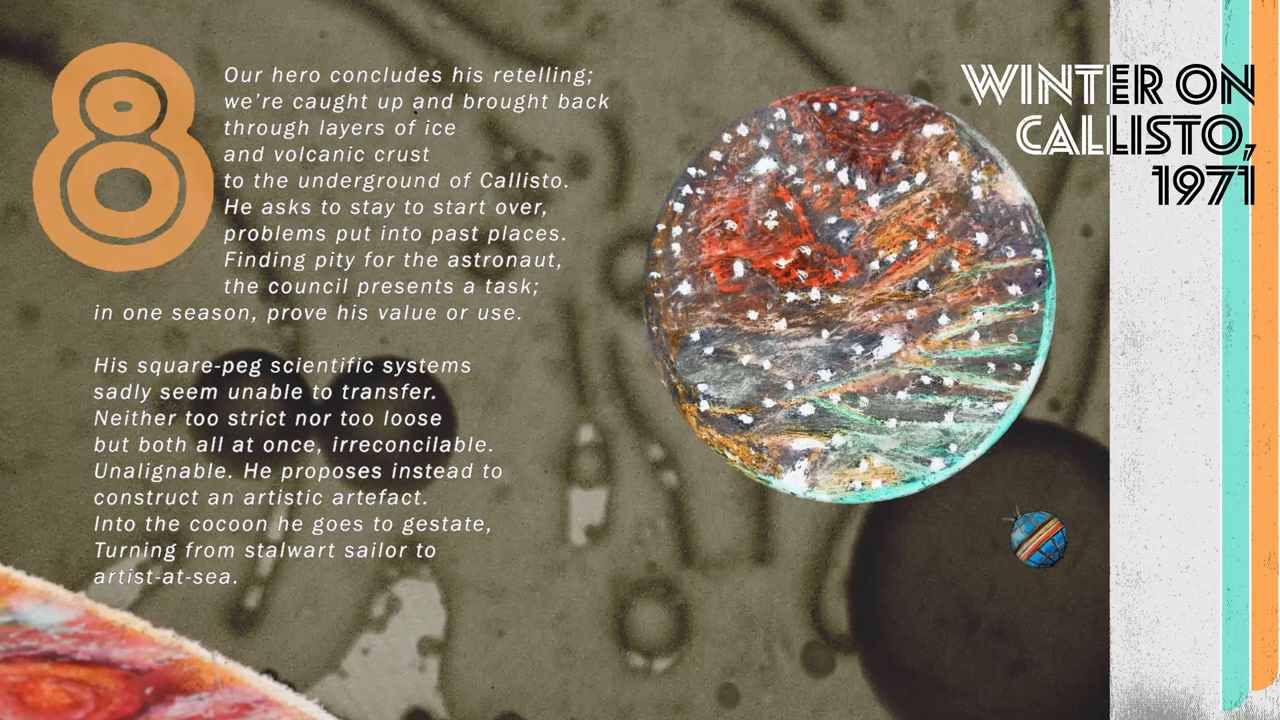 8
Our hero concludes his retelling;
we're caught up and brought back
through layers of ice
and volcanic crust
to the underground of Callisto.
He asks to stay to start over,
problems put into past places.
Finding pity for the astronaut,
the council presents a task;
in one season, prove his value or use.
His square-peg scientific systems
sadly seem unable to transfer.
Neither too strict nor too loose
but both all at once, irreconcilable.
Unalignable. He proposes instead to
construct an artistic artefact.
Into the cocoon he goes to gestate,
Turning from stalwart sailor to
artist-at-sea.
WINTER ON
CALLISTO,
1971